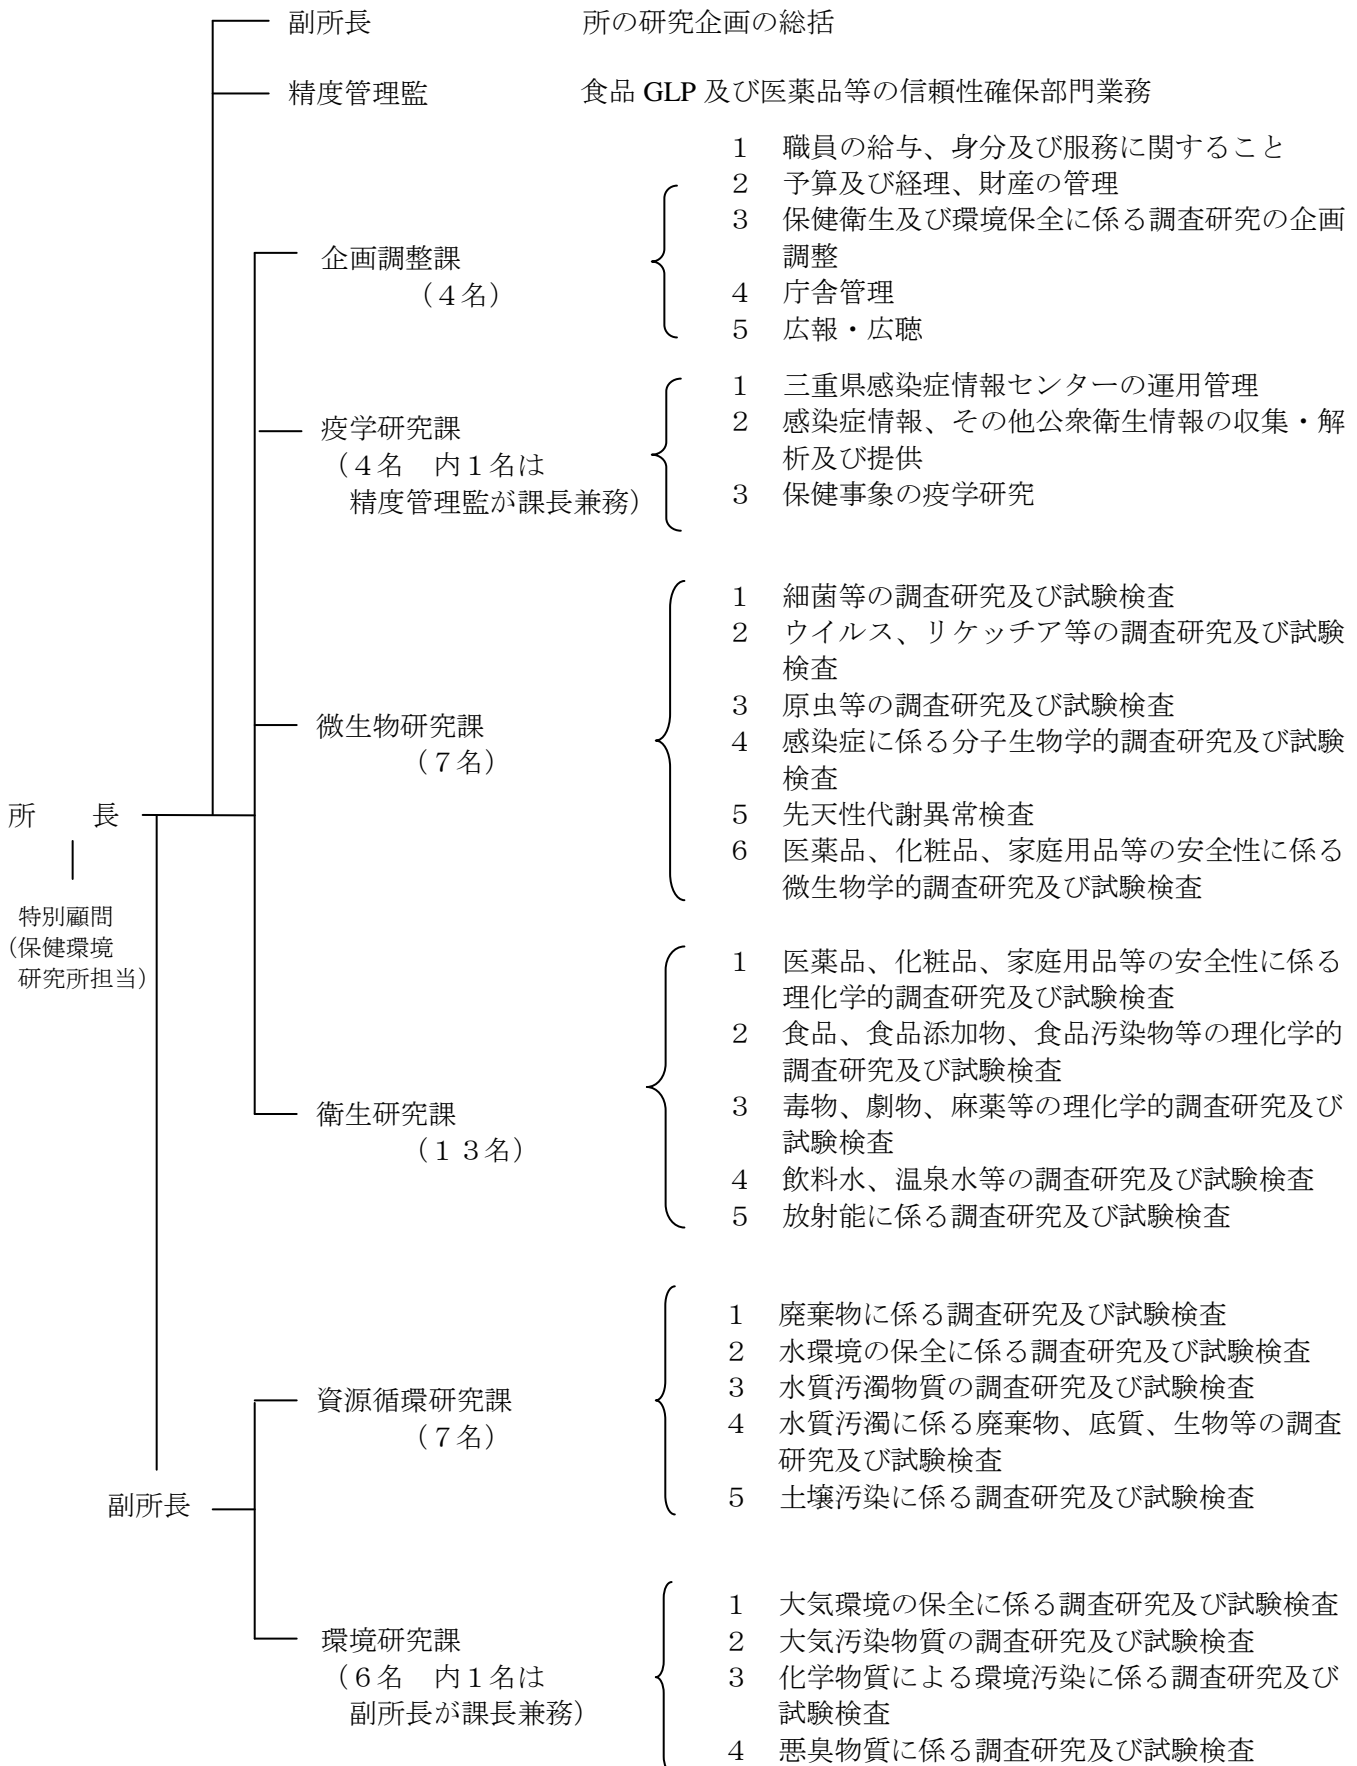 副所長　所の研究企画の総括
精度管理監　食品 GLP 及び医薬品等の信頼性確保部門業務
企画調整課
（４名）
１　職員の給与、身分及び服務に関すること
２　予算及び経理、財産の管理
３　保健衛生及び環境保全に係る調査研究の企画
調整
４　庁舎管理
５　広報・広聴
疫学研究課
（４名　内１名は
精度管理監が課長兼務）
１　三重県感染症情報センターの運用管理
２　感染症情報、その他公衆衛生情報の収集・解
析及び提供
３　保健事象の疫学研究
微生物研究課
（７名）
１　細菌等の調査研究及び試験検査
２　ウイルス、リケッチア等の調査研究及び試験
検査
３　原虫等の調査研究及び試験検査
４　感染症に係る分子生物学的調査研究及び試験
検査
５　先天性代謝異常検査
６　医薬品、化粧品、家庭用品等の安全性に係る
微生物学的調査研究及び試験検査
所　　長
特別顧問
（保健環境
研究所担当）
衛生研究課
（１３名）
１　医薬品、化粧品、家庭用品等の安全性に係る
理化学的調査研究及び試験検査
２　食品、食品添加物、食品汚染物等の理化学的
調査研究及び試験検査
３　毒物、劇物、麻薬等の理化学的調査研究及び
試験検査
４　飲料水、温泉水等の調査研究及び試験検査
５　放射能に係る調査研究及び試験検査
副所長
資源循環研究課
（７名）
１　廃棄物に係る調査研究及び試験検査
２　水環境の保全に係る調査研究及び試験検査
３　水質汚濁物質の調査研究及び試験検査
４　水質汚濁に係る廃棄物、底質、生物等の調査
研究及び試験検査
５　土壌汚染に係る調査研究及び試験検査
環境研究課
（６名　内１名は
副所長が課長兼務）
１　大気環境の保全に係る調査研究及び試験検査
２　大気汚染物質の調査研究及び試験検査
３　化学物質による環境汚染に係る調査研究及び
試験検査
４　悪臭物質に係る調査研究及び試験検査